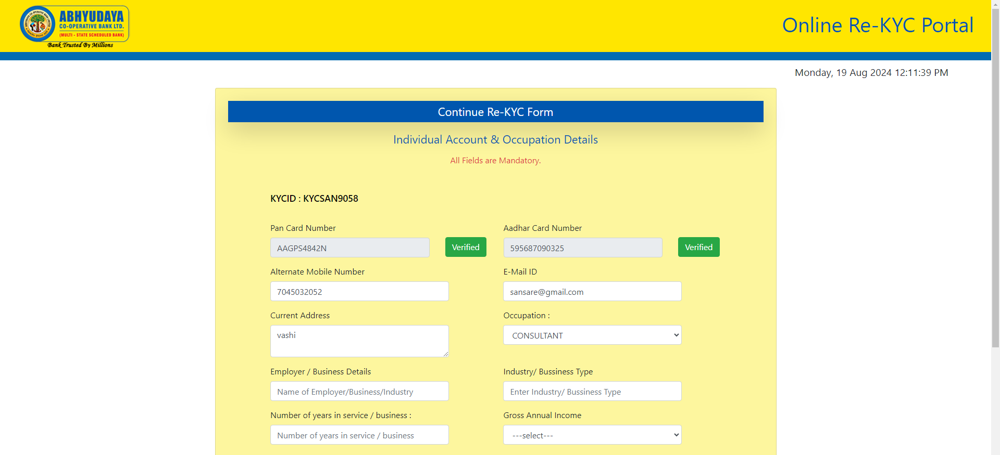 ABHYUDAYA
CO-OPERATIVE BANK LTD.
(MULTI - STATE SCHEDULED BANK)
Bank Trusted By Millions
Online Re-KYC Portal
Monday, 19 Aug 2024 12:11:39 PM
Continue Re-KYC Form
Individual Account & Occupation Details
All Fields are Mandatory.
KYCID : KYCSAN9058
Pan Card Number
Aadhar Card Number
AAGPS4842N
Verified
595687090325
Verified
Alternate Mobile Number
E-Mail ID
7045032052
sansare@gmail.com
Current Address
Occupation :
vashi
CONSULTANT
Employer / Business Details
Industry/ Bussiness Type
Name of Employer/Business/Industry
Enter Industry/ Bussiness Type
Number of years in service / business :
Gross Annual Income
Number of years in service / business
---select---